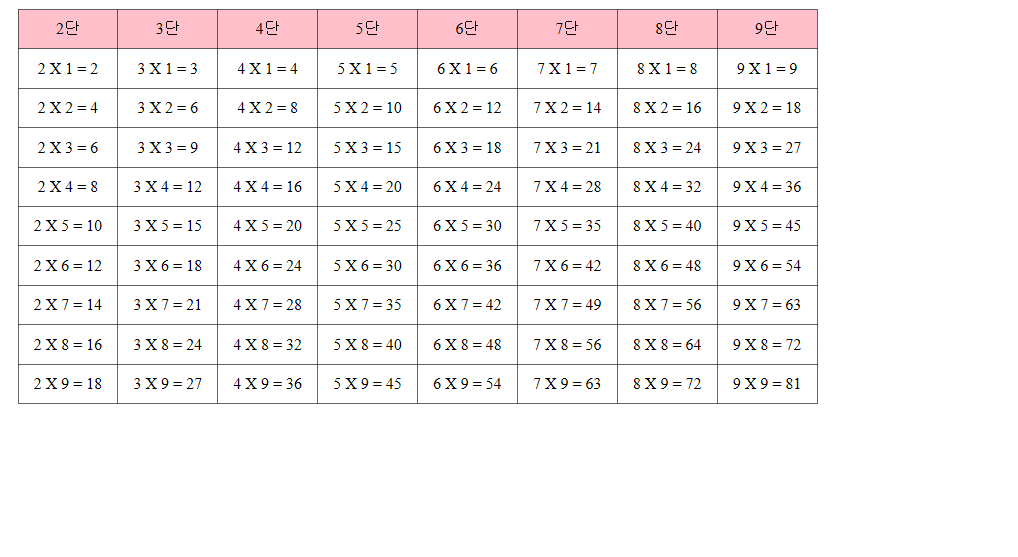 2단 3단 4단 5단 6단 7단 8단 9단
2 X 1 = 2 3 X 1 = 3 4 X 1 = 4 5 X 1 = 5 6 X 1 = 6 7 X 1 = 7 8 X 1 = 8 9 X 1 = 9
2 X 2 = 4 3 X 2 = 6 4 X 2 = 8 5 X 2 = 10 6 X 2 = 12 7 X 2 = 14 8 X 2 = 16 9 X 2 = 18
2 X 3 = 6 3 X 3 = 9 4 X 3 = 12 5 X 3 = 15 6 X 3 = 18 7 X 3 = 21 8 X 3 = 24 9 X 3 = 27
2 X 4 = 8 3 X 4 = 12 4 X 4 = 16 5 X 4 = 20 6 X 4 = 24 7 X 4 = 28 8 X 4 = 32 9 X 4 = 36
2 X 5 = 10 3 X 5 = 15 4 X 5 = 20 5 X 5 = 25 6 X 5 = 30 7 X 5 = 35 8 X 5 = 40 9 X 5 = 45
2 X 6 = 12 3 X 6 = 18 4 X 6 = 24 5 X 6 = 30 6 X 6 = 36 7 X 6 = 42 8 X 6 = 48 9 X 6 = 54
2 X 7 = 14 3 X 7 = 21 4 X 7 = 28 5 X 7 = 35 6 X 7 = 42 7 X 7 = 49 8 X 7 = 56 9 X 7 = 63
2 X 8 = 16 3 X 8 = 24 4 X 8 = 32 5 X 8 = 40 6 X 8 = 48 7 X 8 = 56 8 X 8 = 64 9 X 8 = 72
2 X 9 = 18 3 X 9 = 27 4 X 9 = 36 5 X 9 = 45 6 X 9 = 54 7 X 9 = 63 8 X 9 = 72 9 X 9 = 81